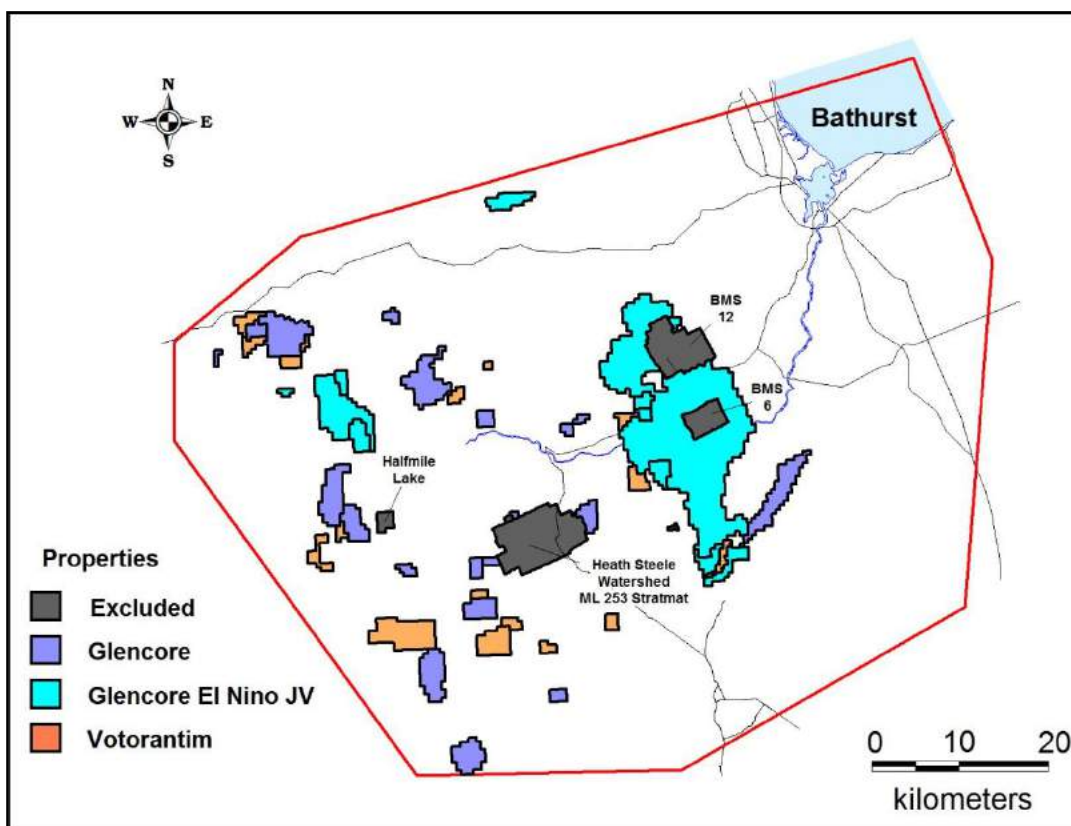 N
W
E
S
Bathurst
BMS
12
BMS
6
Halfmile
Lake
Heath Steele
Watershed
ML 253 Stratmat
Properties
Excluded
Glencore
Glencore El Nino JV
Votorantim
0 10 20
kilometers